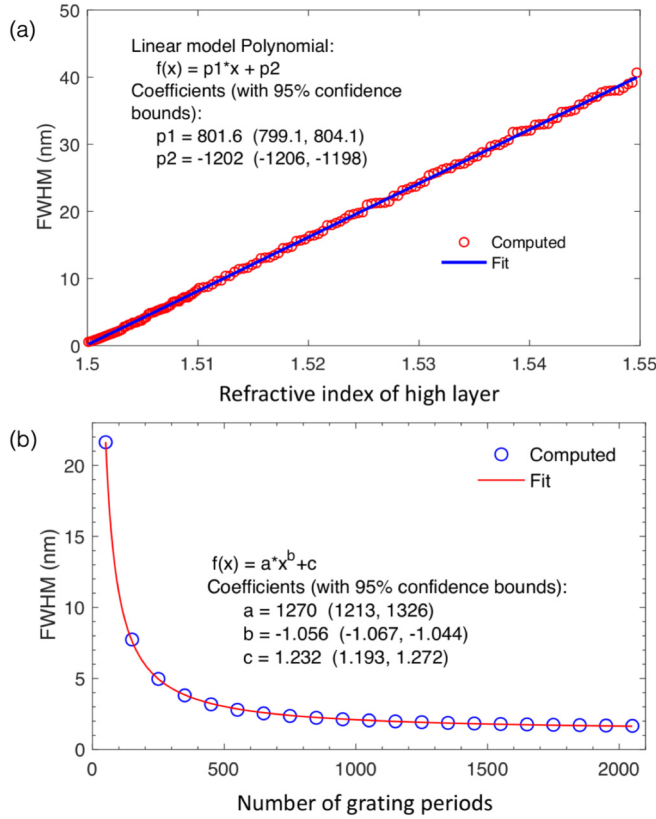 (a)
50
40
30
20
10
0
FWHM (nm)
Linear model Polynomial:
f(x) = p1*x + p2
Coefficients (with 95% confidence
bounds):
p1 = 801.6 (799.1, 804.1)
p2 = -1202 (-1206, -1198)
Computed
Fit
1.5 1.51 1.52 1.53 1.54 1.55
Refractive index of high layer
(b)
20
15
10
5
0
FWHM (nm)
Computed
Fit
f(x) = a*x^b+c
Coefficients (with 95% confidence bounds):
a = 1270 (1213, 1326)
b = -1.056 (-1.067, -1.044)
c = 1.232 (1.193, 1.272)
0 500 1000 1500 2000
Number of grating periods